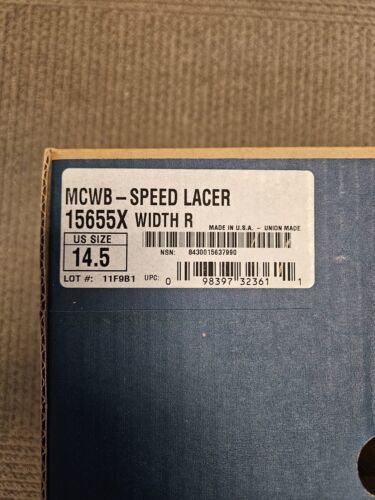 MCWB – SPEED LACER
15655X WIDTH R
MADE IN U.S.A. - UNION MADE
US SIZE
14.5
NSN: 8430015637990
LOT #: 11F9B1 UPC: 0 98397 32361 1